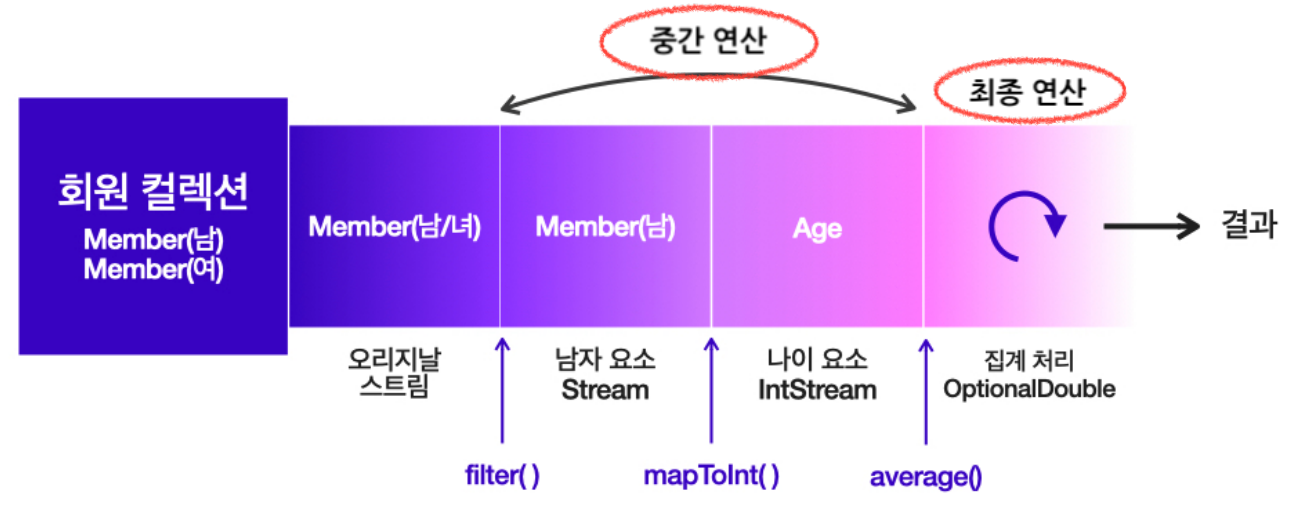 중간 연산
최종 연산
회원 컬렉션
Member(남)
Member(여)
Member(남/녀)
Member(남)
Age
결과
오리지날
스트림
남자 요소
Stream
나이 요소
IntStream
집계 처리
OptionalDouble
filter( )
mapToInt( )
average()